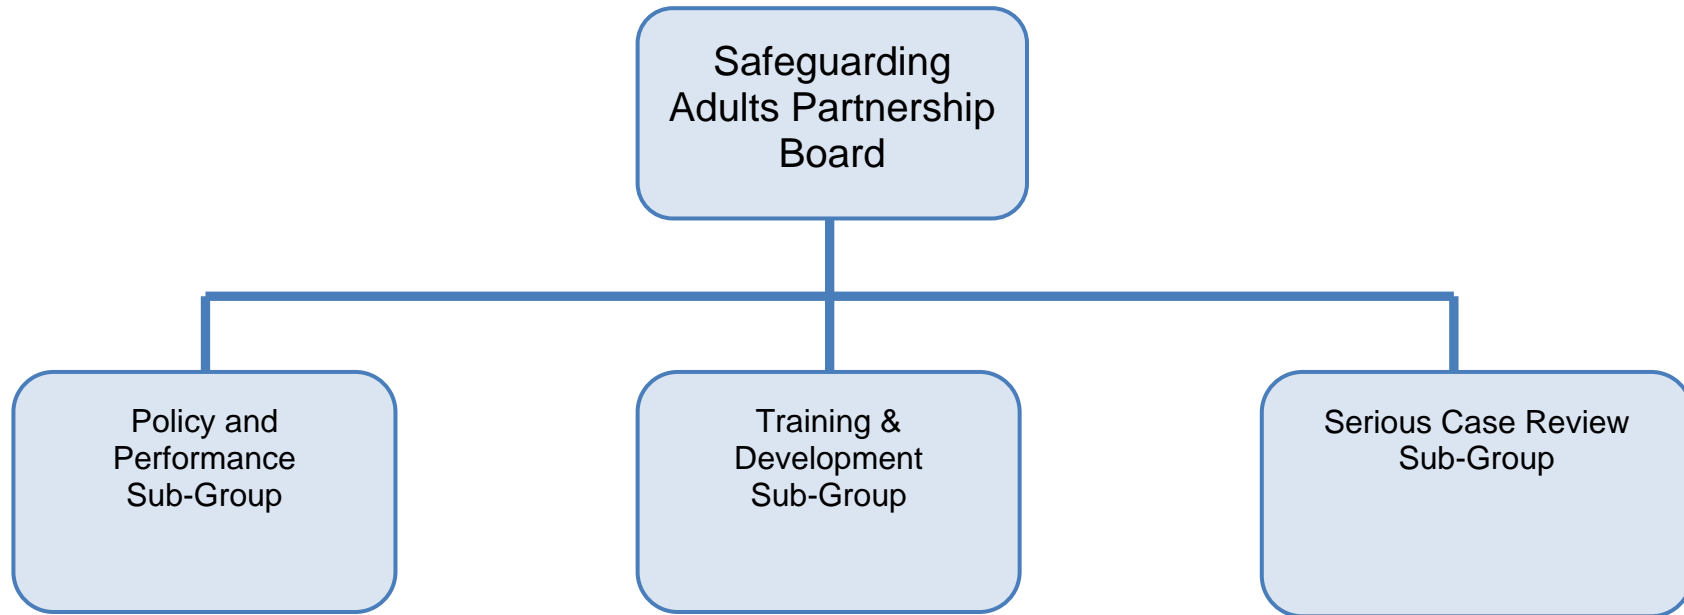 Safeguarding
Adults Partnership
Board
Policy and
Performance
Sub-Group
Training &
Development
Sub-Group
Serious Case Review
Sub-Group